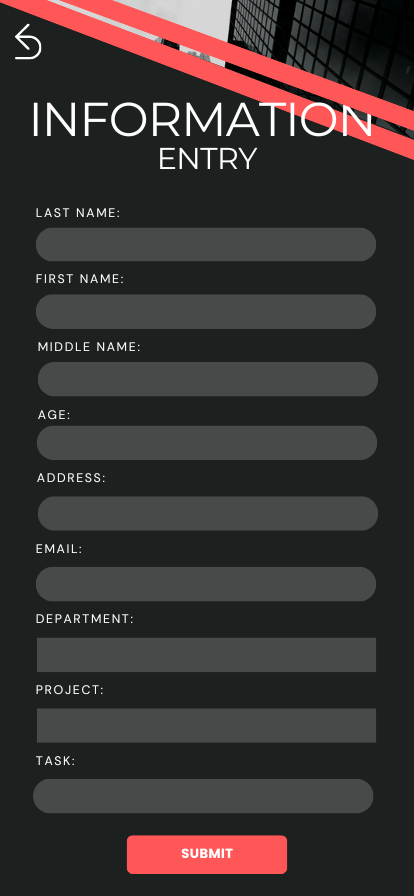 INFORMATION
ENTRY
LAST NAME:
FIRST NAME:
MIDDLE NAME:
AGE:
ADDRESS:
EMAIL:
DEPARTMENT:
PROJECT:
TASK:
SUBMIT